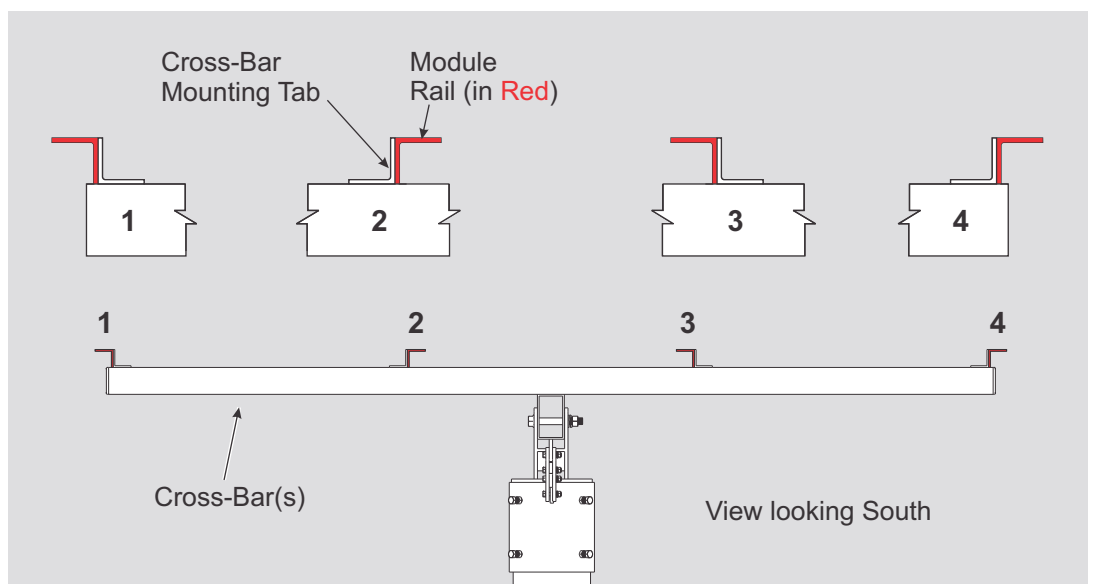 Cross-Bar
Mounting Tab
Module
Rail (in Red)
1
2
3
4
1
2
3
4
Cross-Bar(s)
View looking South